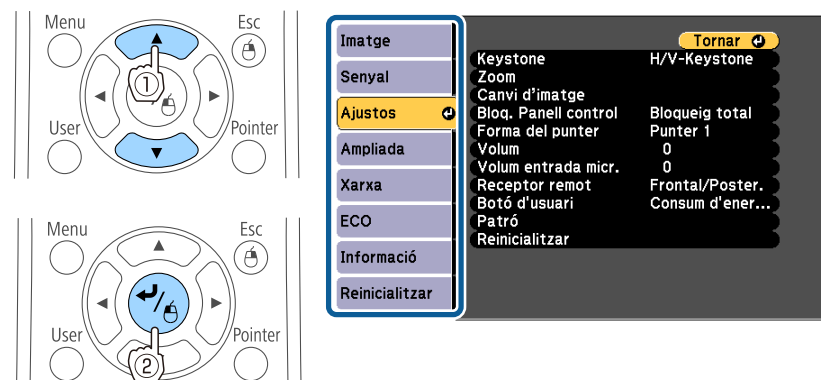 Menu
Esc
1
User
Pointer
Menu
Esc
User
Pointer
2
Imatge
Senyal
Ajustos
Ampliada
Xarxa
ECO
Informació
Reinicialitzar
Tornar
Keystone H/V-Keystone
Zoom
Canvi d'imatge
Bloq. Panell control Bloqueig total
Forma del punter Punter 1
Volum 0
Volum entrada micr. 0
Receptor remot Frontal/Poster.
Botó d'usuari Consum d'ener...
Patró
Reinicialitzar